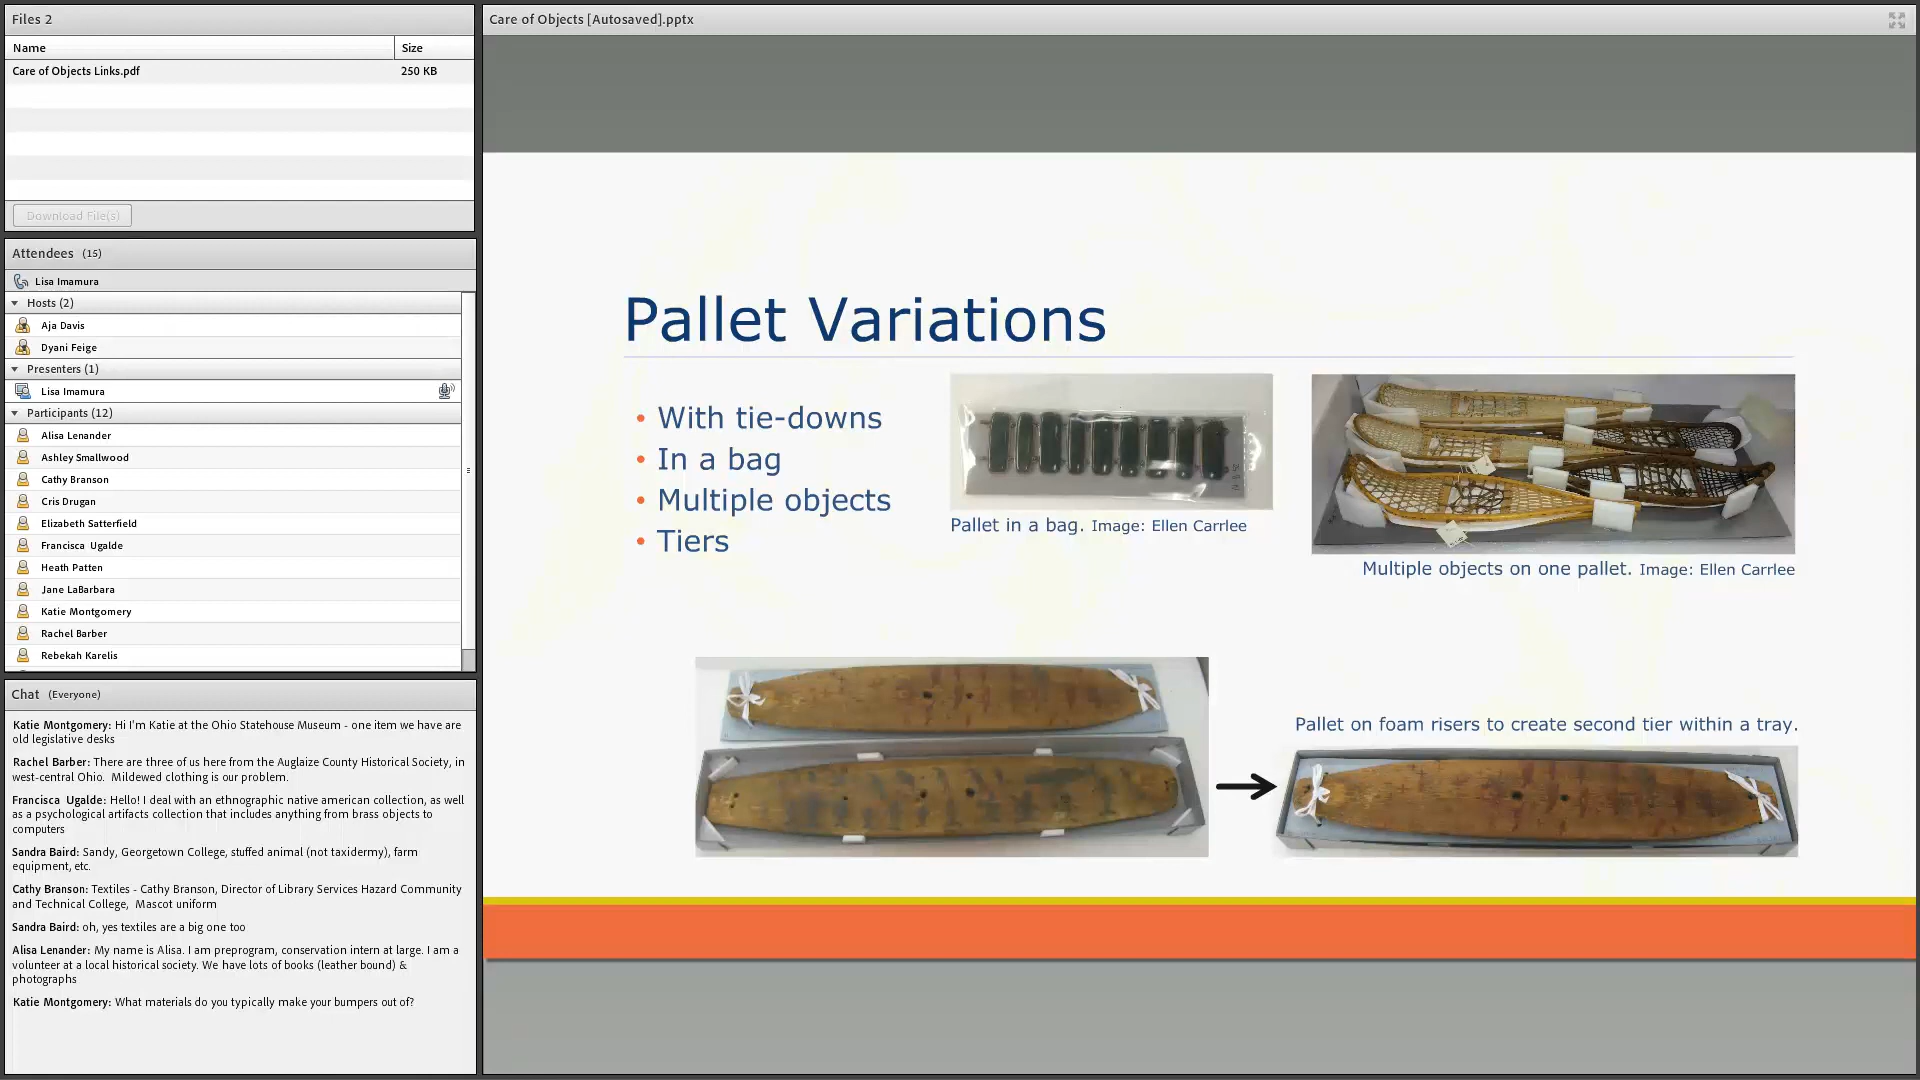 Files 2
Name
Size
Care of Objects Links.pdf
250 KB
Download File(s)
Attendees (15)
Lisa Imamura
Hosts (2)
Aja Davis
Dyani Feige
Presenters (1)
Lisa Imamura
Participants (12)
Alisa Lenander
Ashley Smallwood
Cathy Branson
Cris Drugan
Elizabeth Satterfield
Francisca Ugalde
Heath Patten
Jane LaBarbara
Katie Montgomery
Rachel Barber
Rebekah Karelis
Chat (Everyone)
Katie Montgomery: Hi I'm Katie at the Ohio Statehouse Museum - one item we have are
old legislative desks
Rachel Barber: There are three of us here from the Auglaize County Historical Society, in
west-central Ohio. Mildewed clothing is our problem.
Francisca Ugalde: Hello! I deal with an ethnographic native american collection, as well
as a psychological artifacts collection that includes anything from brass objects to
computers
Sandra Baird: Sandy, Georgetown College, stuffed animal (not taxidermy), farm
equipment, etc.
Cathy Branson: Textiles - Cathy Branson, Director of Library Services Hazard Community
and Technical College, Mascot uniform
Sandra Baird: oh, yes textiles are a big one too
Alisa Lenander: My name is Alisa. I am preprogram, conservation intern at large. I am a
volunteer at a local historical society. We have lots of books (leather bound) &
photographs
Katie Montgomery: What materials do you typically make your bumpers out of?
Care of Objects [Autosaved].pptx
Pallet Variations
• With tie-downs
• In a bag
• Multiple objects
• Tiers
Pallet in a bag. Image: Ellen Carrlee
Multiple objects on one pallet. Image: Ellen Carrlee
Pallet on foam risers to create second tier within a tray.